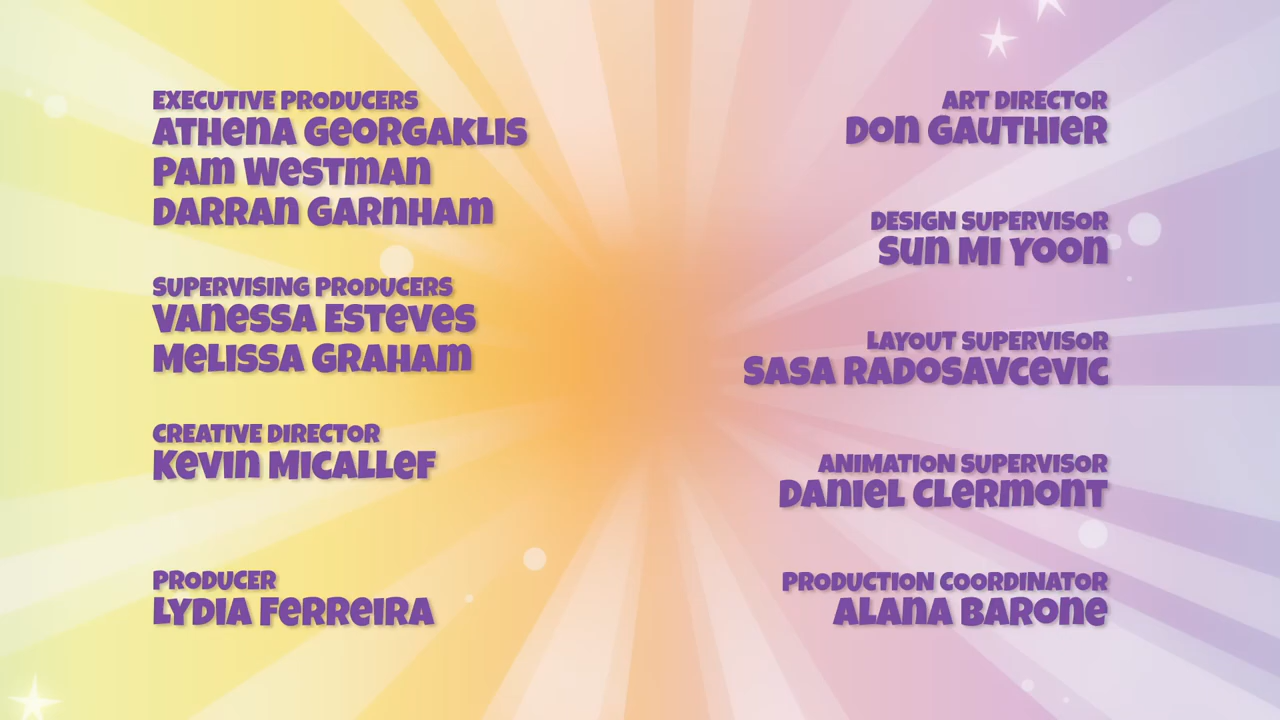 EXECUTIVE PRODUCERS
ATHENA GEORGAKLIS
PAM WESTMAN
DARRAN GARNHAM
SUPERVISING PRODUCERS
VANESSA ESTEVES
MELISSA GRAHAM
CREATIVE DIRECTOR
KEVIN MICALLEF
PRODUCER
LYDIA FERREIRA
ART DIRECTOR
DON GAUTHIER
DESIGN SUPERVISOR
SUN MI YOON
LAYOUT SUPERVISOR
SASA RADOSAVCEVIC
ANIMATION SUPERVISOR
DANIEL CLERMONT
PRODUCTION COORDINATOR
ALANA BARONE